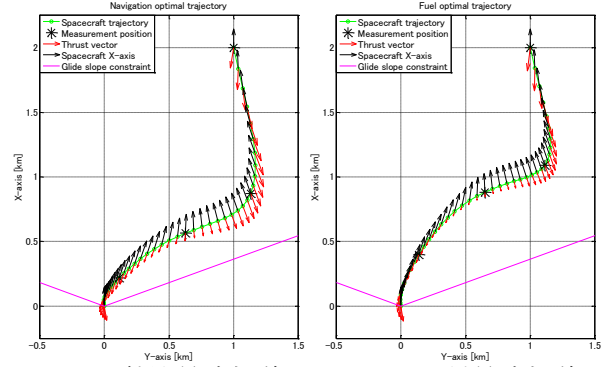 Navigation optimal trajectory
Spacecraft trajectory
Measurement position
Thrust vector
Spacecraft X-axis
Glide slope constraint
X-axis [km]
2
1.5
1
0.5
0
-0.5
0
0.5
1
1.5
Y-axis [km]
Fuel optimal trajectory
Spacecraft trajectory
Measurement position
Thrust vector
Spacecraft X-axis
Glide slope constraint
X-axis [km]
2
1.5
1
0.5
0
-0.5
0
0.5
1
1.5
Y-axis [km]